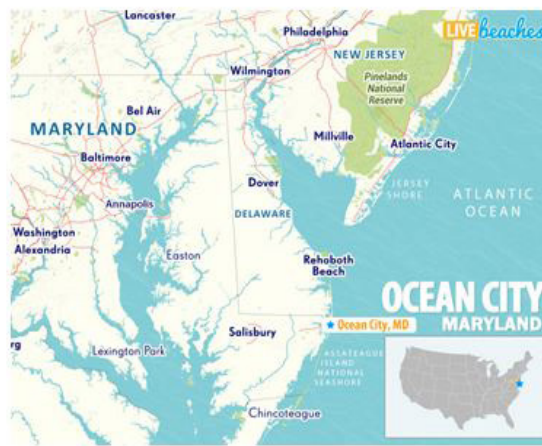 Lancaster
Philadelphia
LIVE beaches
NEW JERSEY
Wilmington
Pinelands
National
Reserve
Bel Air
MARYLAND
Millville
Atlantic City
Baltimore
Dover
JERSEY
SHORE
ATLANTIC
OCEAN
Annapolis
DELAWARE
Washington
Alexandria
Easton
Rehoboth
Beach
OCEAN CITY
MARYLAND
Ocean City, MD
Salisbury
rg
Lexington Park
ASSATEAGUE
ISLAND
NATIONAL
SEASHORE
Chincoteague